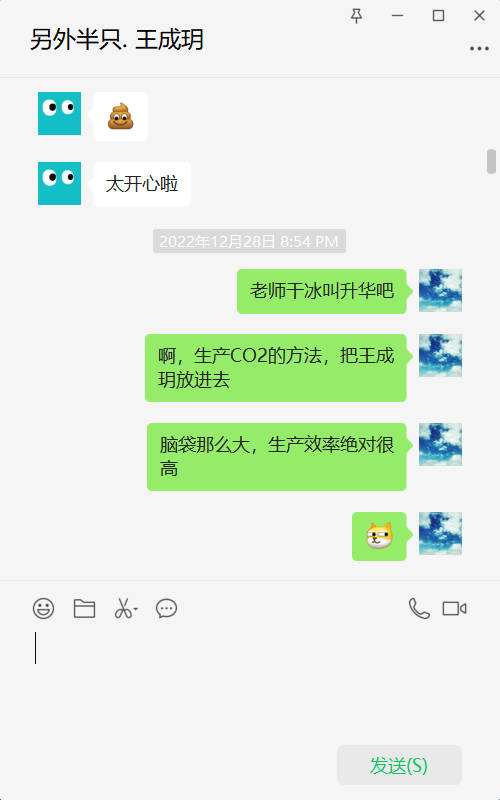 另外半只. 王成玥
太开心啦
2022年12月28日 8:54 PM
老师干冰叫升华吧
啊，生产CO2的方法，把王成
玥放进去
脑袋那么大，生产效率绝对很
高
发送(S)